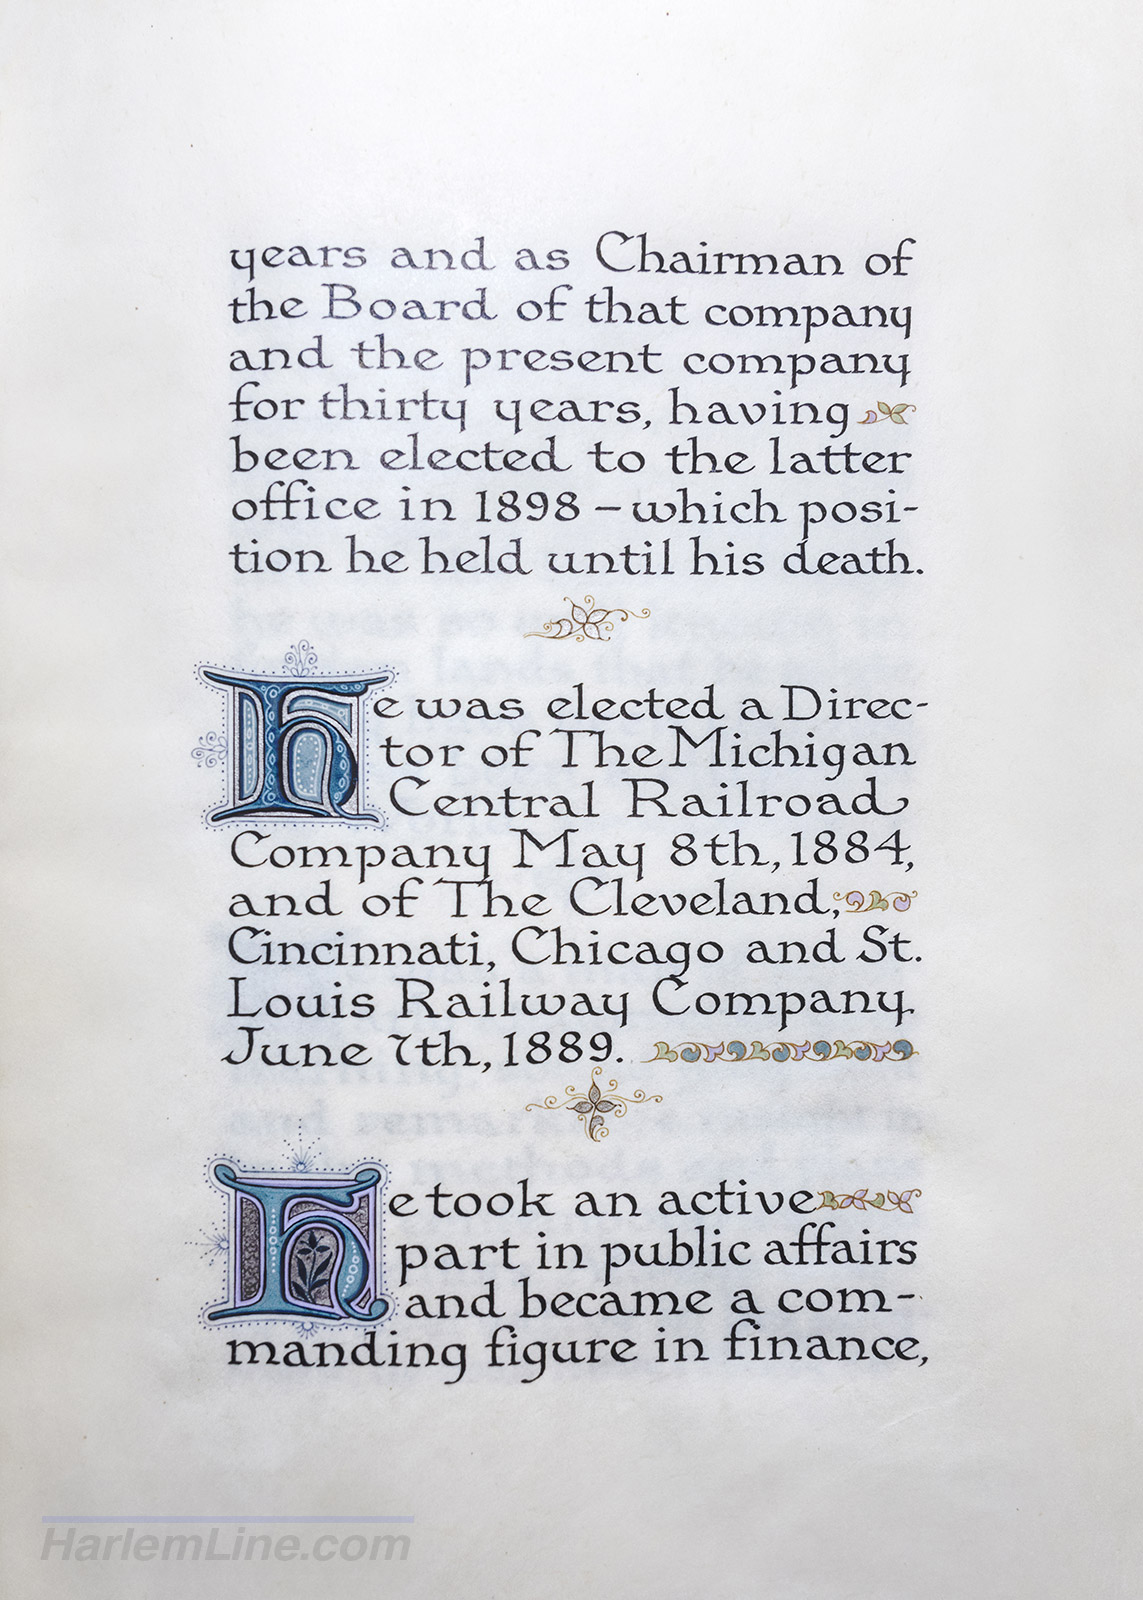 years and as Chairman of
the Board of that company
and the present company
for thirty years, having
been elected to the latter
office in 1898 – which posi-
tion he held until his death.
He was elected a Direc-
tor of The Michigan
Central Railroad
Company May 8th, 1884,
and of The Cleveland,
Cincinnati, Chicago and St.
Louis Railway Company
June 7th, 1889.
He took an active
part in public affairs
and became a com-
manding figure in finance,
HarlemLine.com